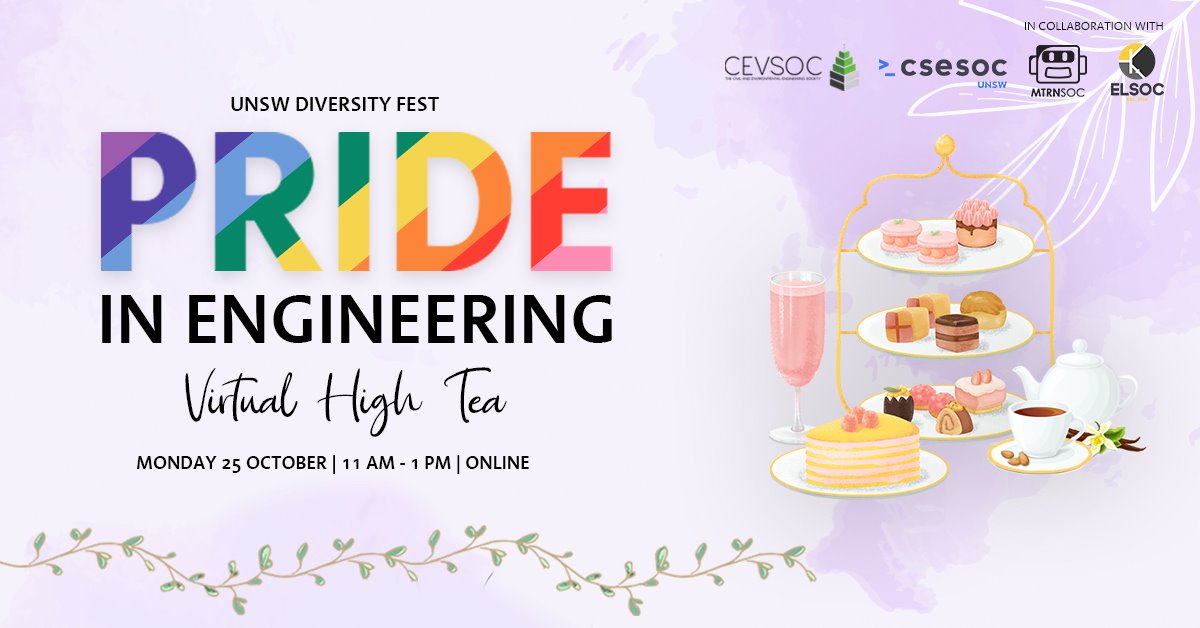 IN COLLABORATION WITH
CEVSOC
THE CIVIL AND ENVIRONMENTAL ENGINEERING SOCIETY
>_ csesoc
UNSW
MTRNSOC
ELSOC
UNSW DIVERSITY FEST
PRIDE
IN ENGINEERING
Virtual High Tea
MONDAY 25 OCTOBER | 11 AM - 1 PM | ONLINE